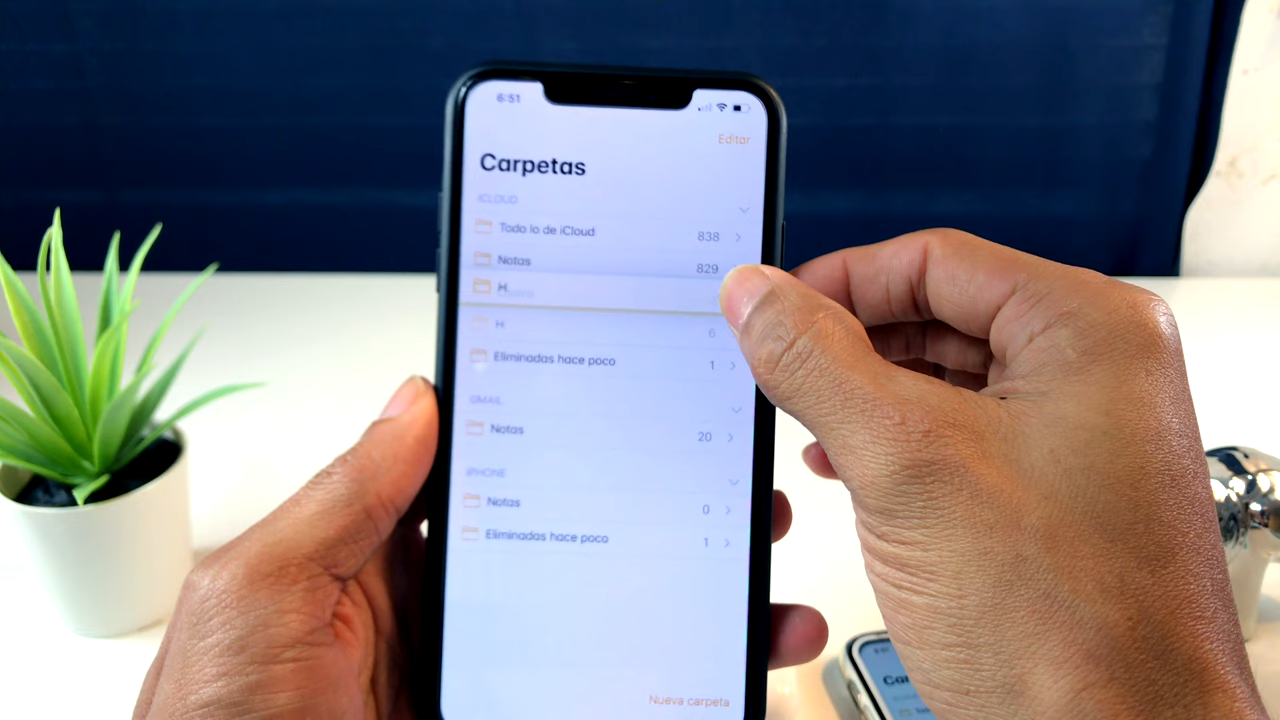 6:51
Editar
Carpetas
ICLOUD
Todo lo de iCloud 838
Notas 829
H
H 6
Eliminadas hace poco 1
GMAIL
Notas 20
IPHONE
Notas 0
Eliminadas hace poco 1
Nueva carpeta